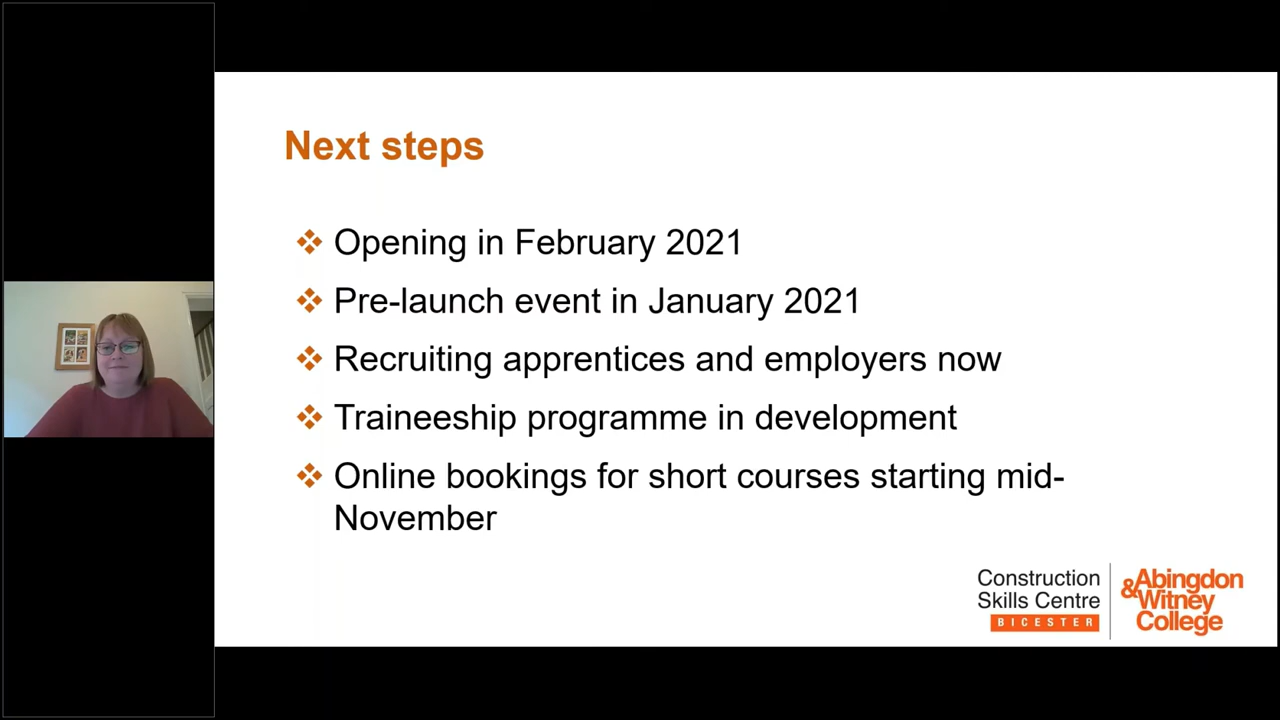 Next steps
Opening in February 2021
Pre-launch event in January 2021
Recruiting apprentices and employers now
Traineeship programme in development
Online bookings for short courses starting mid-
November
Construction
Skills Centre
BICESTER
Abingdon
& Witney
College